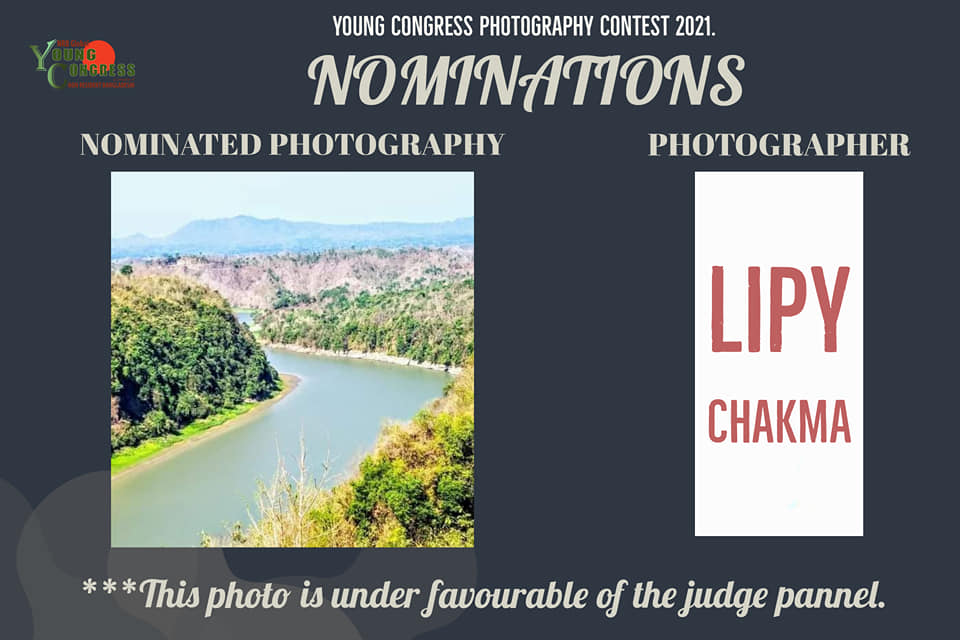 YOUNG CONGRESS PHOTOGRAPHY CONTEST 2021.
NOMINATIONS
YOUNG
CONGRESS
NOMINATED PHOTOGRAPHY
PHOTOGRAPHER
LIPY
CHAKMA
***This photo is under favourable of the judge pannel.